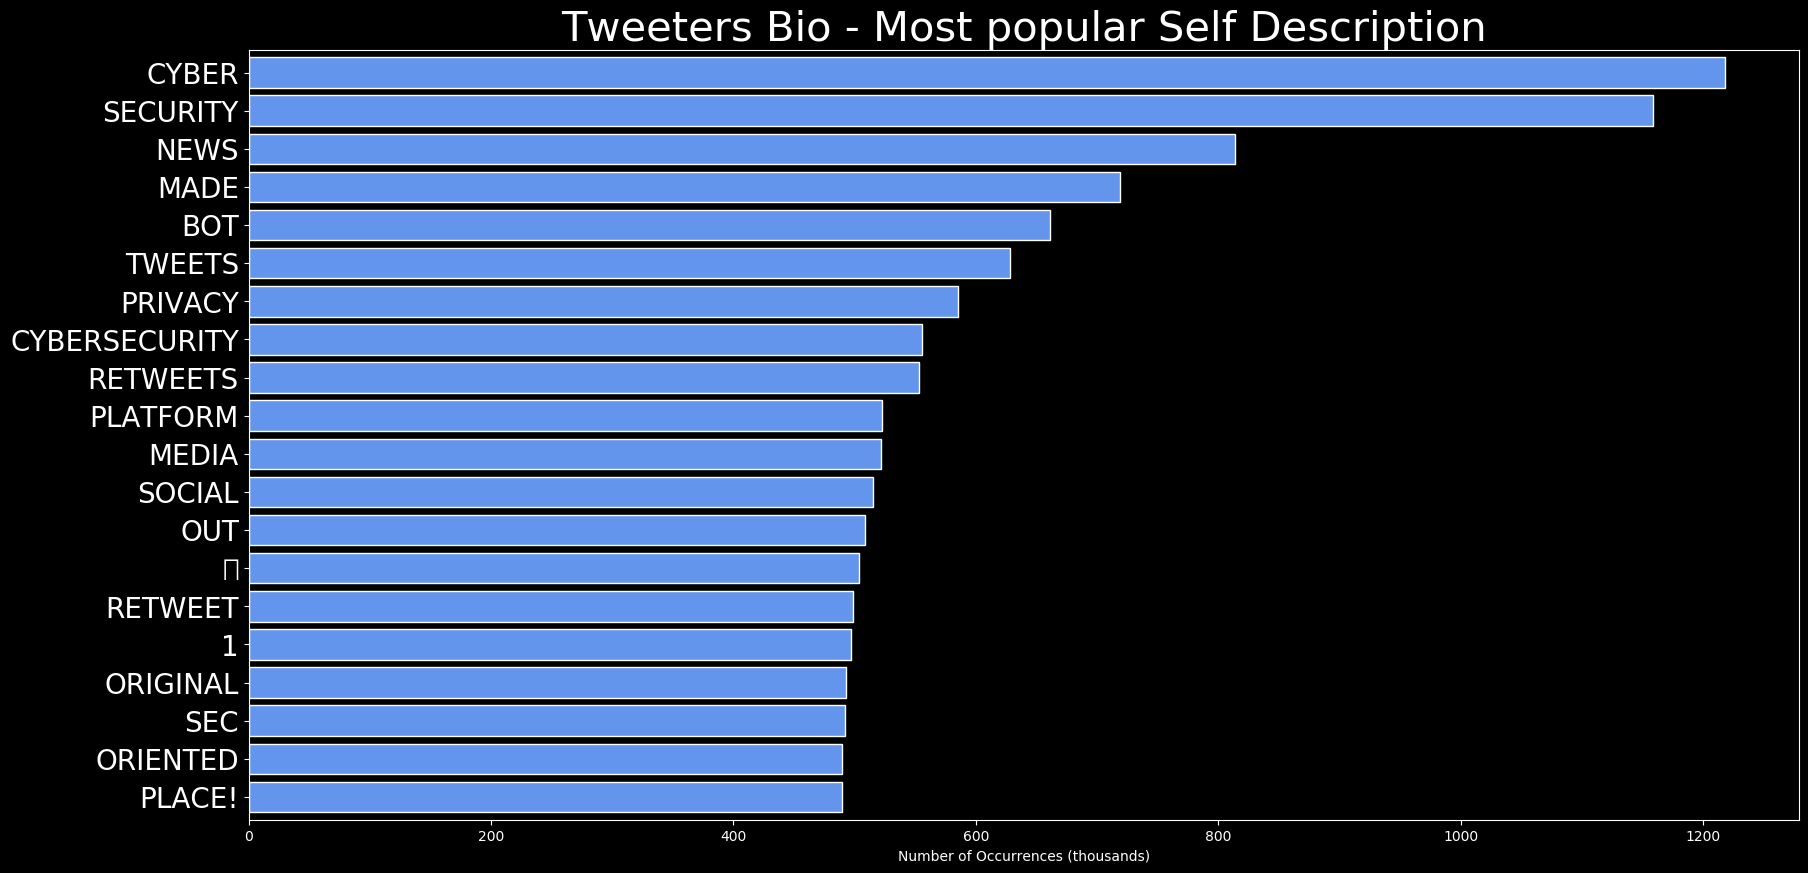 Tweeters Bio - Most popular Self Description
CYBER
SECURITY
NEWS
MADE
BOT
TWEETS
PRIVACY
CYBERSECURITY
RETWEETS
PLATFORM
MEDIA
SOCIAL
OUT
RETWEET
1
ORIGINAL
SEC
ORIENTED
PLACE!
0 200 400 600 800 1000 1200
Number of Occurrences (thousands)